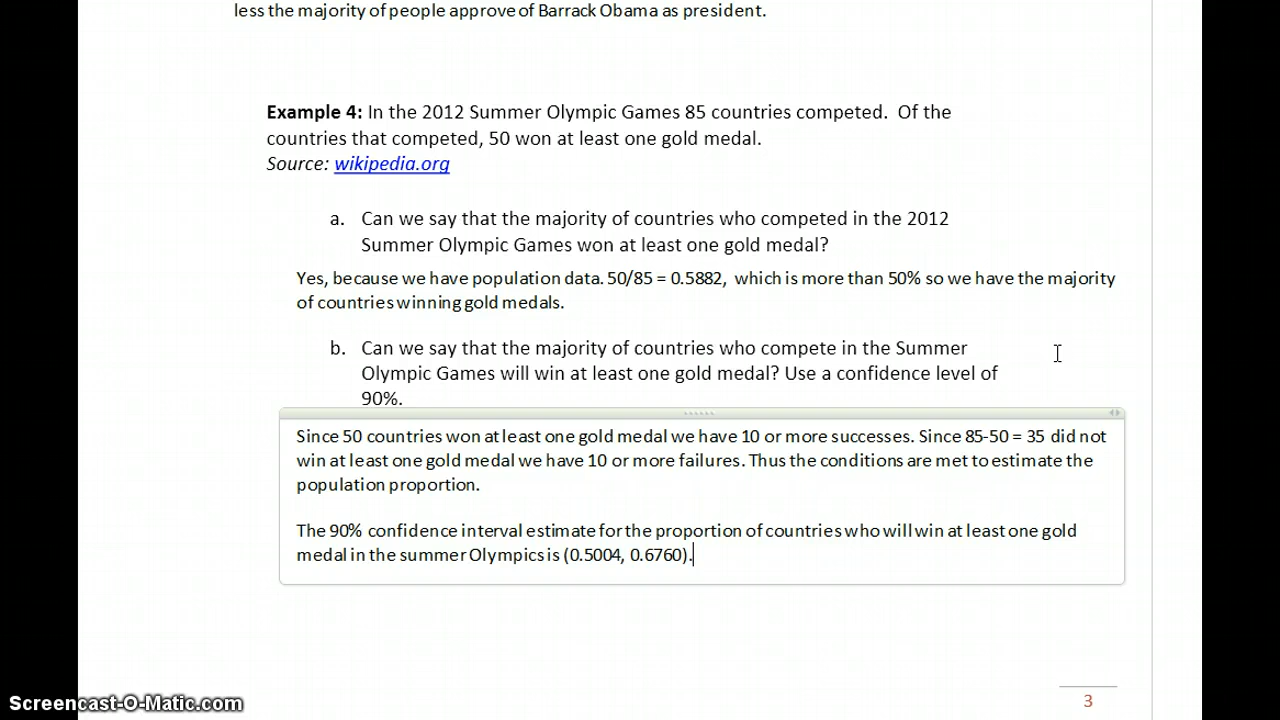 less the majority of people approve of Barrack Obama as president.
Example 4: In the 2012 Summer Olympic Games 85 countries competed. Of the
countries that competed, 50 won at least one gold medal.
Source: wikipedia.org
a. Can we say that the majority of countries who competed in the 2012
Summer Olympic Games won at least one gold medal?
Yes, because we have population data. 50/85 = 0.5882, which is more than 50% so we have the majority
of countries winning gold medals.
b. Can we say that the majority of countries who compete in the Summer
Olympic Games will win at least one gold medal? Use a confidence level of
90%.
Since 50 countries won at least one gold medal we have 10 or more successes. Since 85-50 = 35 did not
win at least one gold medal we have 10 or more failures. Thus the conditions are met to estimate the
population proportion.
The 90% confidence interval estimate for the proportion of countries who will win at least one gold
medal in the summer Olympics is (0.5004, 0.6760).
Screencast-O-Matic.com
3